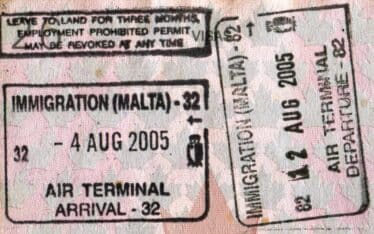 LEAVE TO LAND FOR THREE MONTHS,
EMPLOYMENT PROHIBITED PERMIT
MAY BE REVOKED AT ANY TIME
VISAS
IMMIGRATION (MALTA) - 32
- 4 AUG 2005
32
AIR TERMINAL
ARRIVAL - 32
IMMIGRATION (MALTA) - 82
12 AUG 2005
82
AIR TERMINAL
DEPARTURE - 82